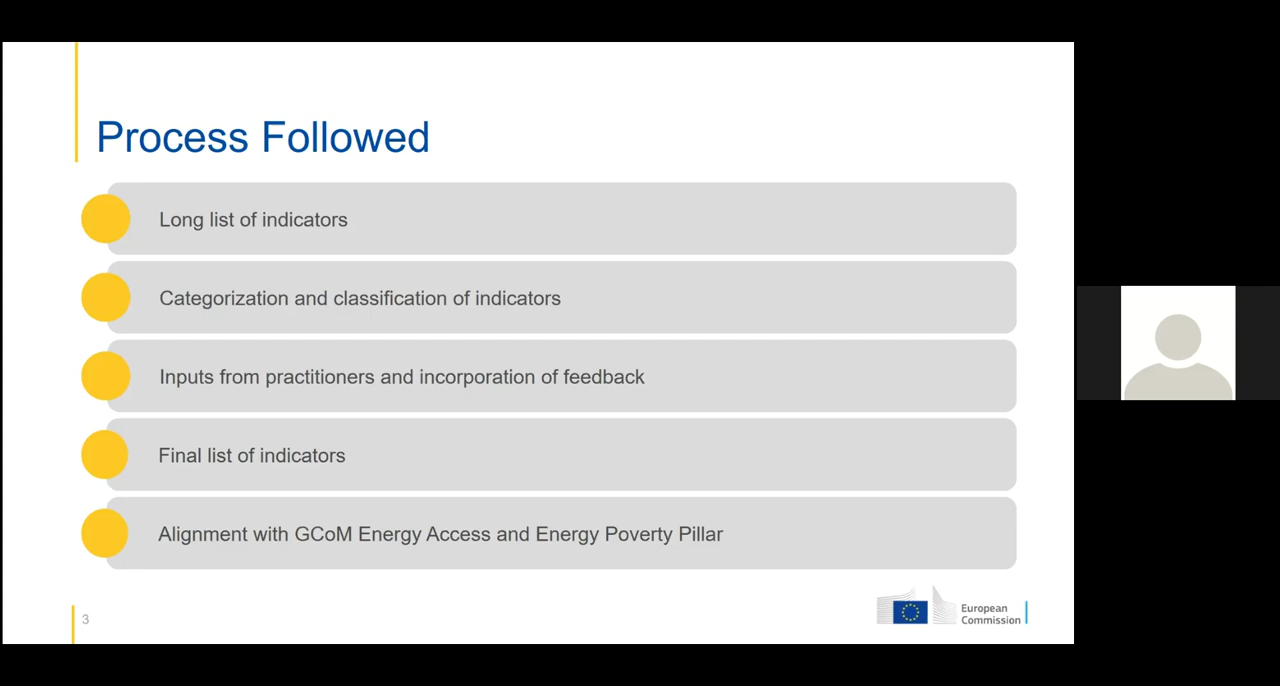 Process Followed
Long list of indicators
Categorization and classification of indicators
Inputs from practitioners and incorporation of feedback
Final list of indicators
Alignment with GCoM Energy Access and Energy Poverty Pillar
3
European
Commission